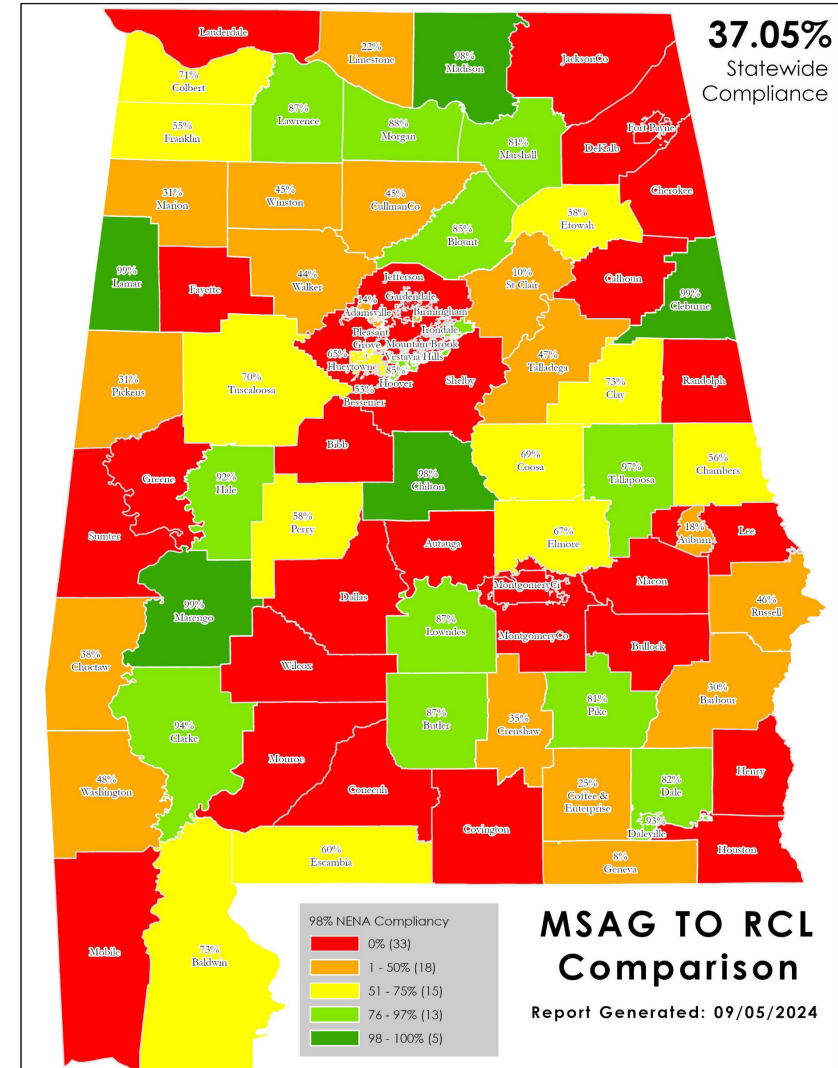 37.05%
Statewide
Compliance
Lauderdale
22%
Limestone
98%
Madison
JacksonCo
71%
Colbert
87%
Lawrence
88%
Morgan
81%
Marshall
55%
Franklin
Fort Payne
DeKalb
Cherokee
31%
Marion
45%
Winston
45%
CullmanCo
58%
Etowah
85%
Blount
99%
Lamar
Fayette
44%
Walker
Jefferson
10%
St Clair
Calhoun
99%
Cleburne
14%
Adamsville
Gardendale
Birmingham
Pleasant
Grove
Irondale
Mountain Brook
Vestavia Hills
65%
Hueytown
85%
Hoover
53%
Bessemer
31%
Pickens
70%
Tuscaloosa
Shelby
47%
Talladega
73%
Clay
Randolph
Bibb
Greene
92%
Hale
98%
Chilton
69%
Coosa
97%
Tallapoosa
56%
Chambers
58%
Perry
Sumter
Autauga
67%
Elmore
18%
Auburn
Lee
99%
Marengo
Dallas
MontgomeryCi
Macon
46%
Russell
38%
Choctaw
87%
Lowndes
MontgomeryCo
Bullock
Wilcox
30%
Barbour
94%
Clarke
87%
Butler
35%
Crenshaw
81%
Pike
48%
Washington
Monroe
Conecuh
25%
Coffee &
Enterprise
82%
Dale
Henry
Covington
93%
Daleville
60%
Escambia
8%
Geneva
Houston
Mobile
73%
Baldwin
98% NENA Compliancy
0% (33)
1 - 50% (18)
51 - 75% (15)
76 - 97% (13)
98 - 100% (5)
MSAG TO RCL
Comparison
Report Generated: 09/05/2024